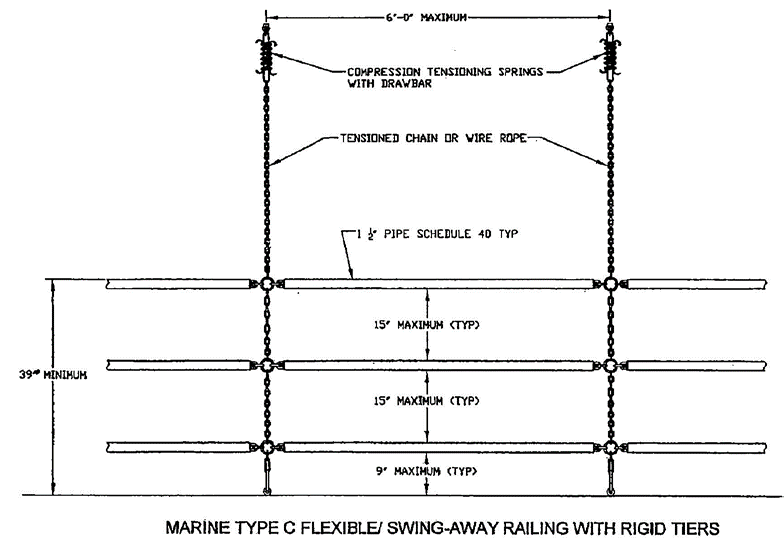 6'-0" MAXIMUM
COMPRESSION TENSIONING SPRINGS
WITH DRAWBAR
TENSIONED CHAIN OR WIRE ROPE
1 ½" PIPE SCHEDULE 40 TYP
15" MAXIMUM (TYP)
39" MINIMUM
15" MAXIMUM (TYP)
9" MAXIMUM (TYP)
MARINE TYPE C FLEXIBLE/ SWING-AWAY RAILING WITH RIGID TIERS